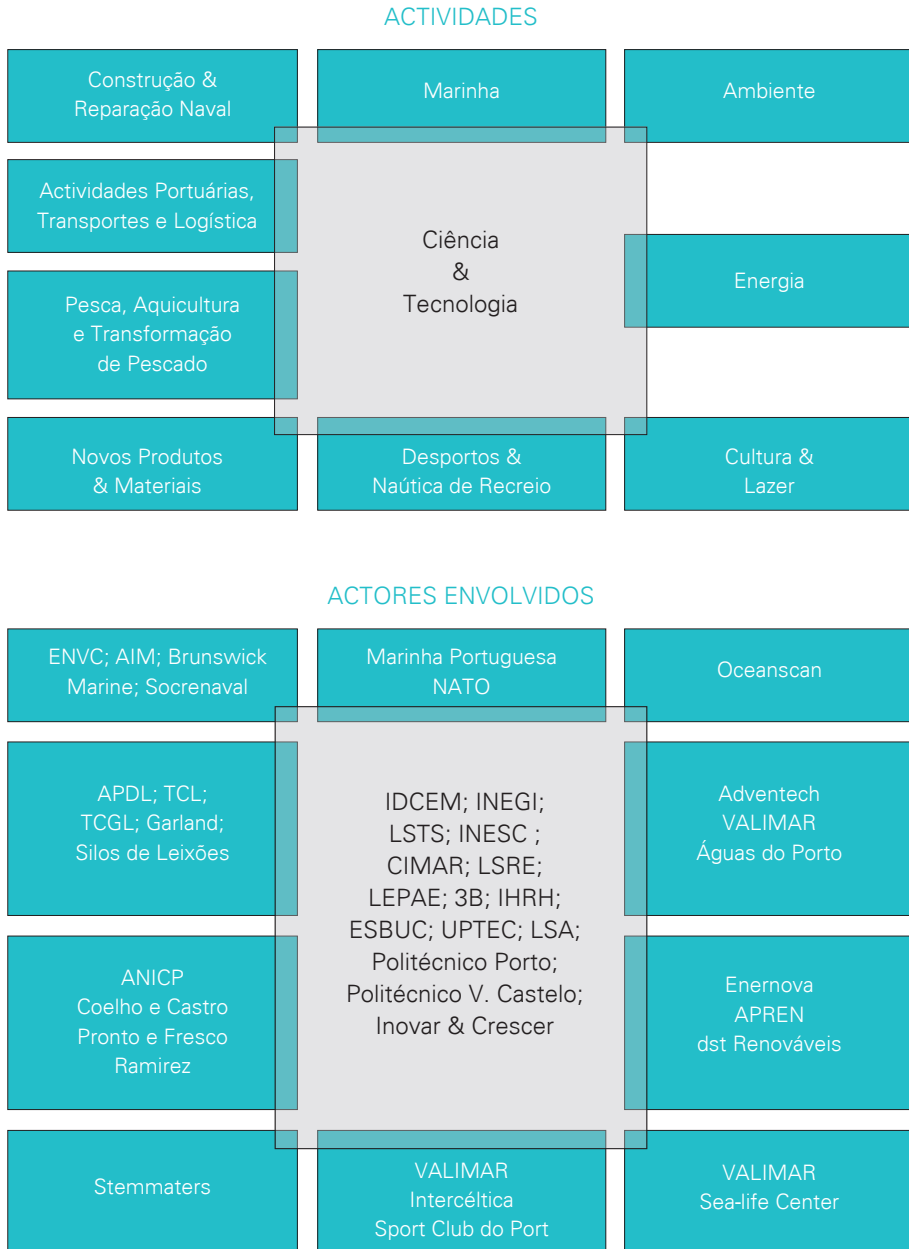 ACTIVIDADES
Construção &
Reparação Naval
Marinha
Ambiente
Actividades Portuárias,
Transportes e Logística
Ciência
&
Tecnologia
Energia
Pesca, Aquicultura
e Transformação
de Pescado
Novos Produtos
& Materiais
Desportos &
Naútica de Recreio
Cultura &
Lazer
ACTORES ENVOLVIDOS
ENVC; AIM; Brunswick
Marine; Socrenaval
Marinha Portuguesa
NATO
Oceanscan
APDL; TCL;
TCGL; Garland;
Silos de Leixões
IDCEM; INEGI;
LSTS; INESC ;
CIMAR; LSRE;
LEPAE; 3B; IHRH;
ESBUC; UPTEC; LSA;
Politécnico Porto;
Politécnico V. Castelo;
Inovar & Crescer
Adventech
VALIMAR
Águas do Porto
ANICP
Coelho e Castro
Pronto e Fresco
Ramirez
Enernova
APREN
dst Renováveis
Stemmaters
VALIMAR
Intercéltica
Sport Club do Port
VALIMAR
Sea-life Center